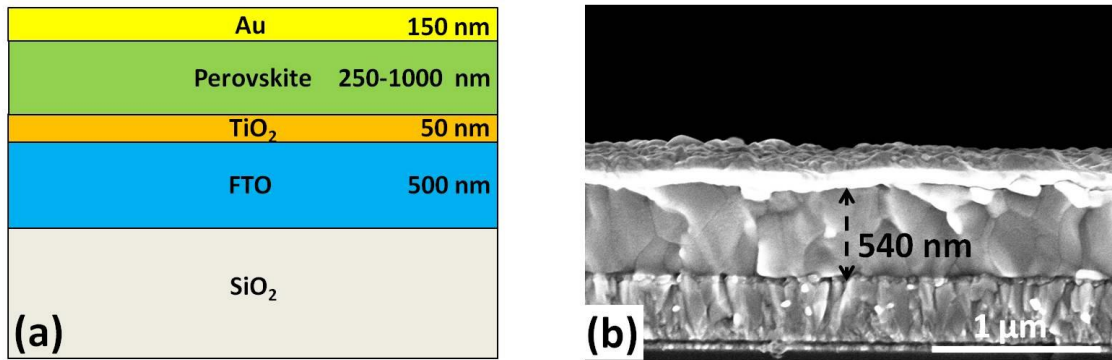 Au 150 nm
Perovskite 250-1000 nm
TiO₂ 50 nm
FTO 500 nm
SiO₂
(a)
540 nm
(b)
1 μm